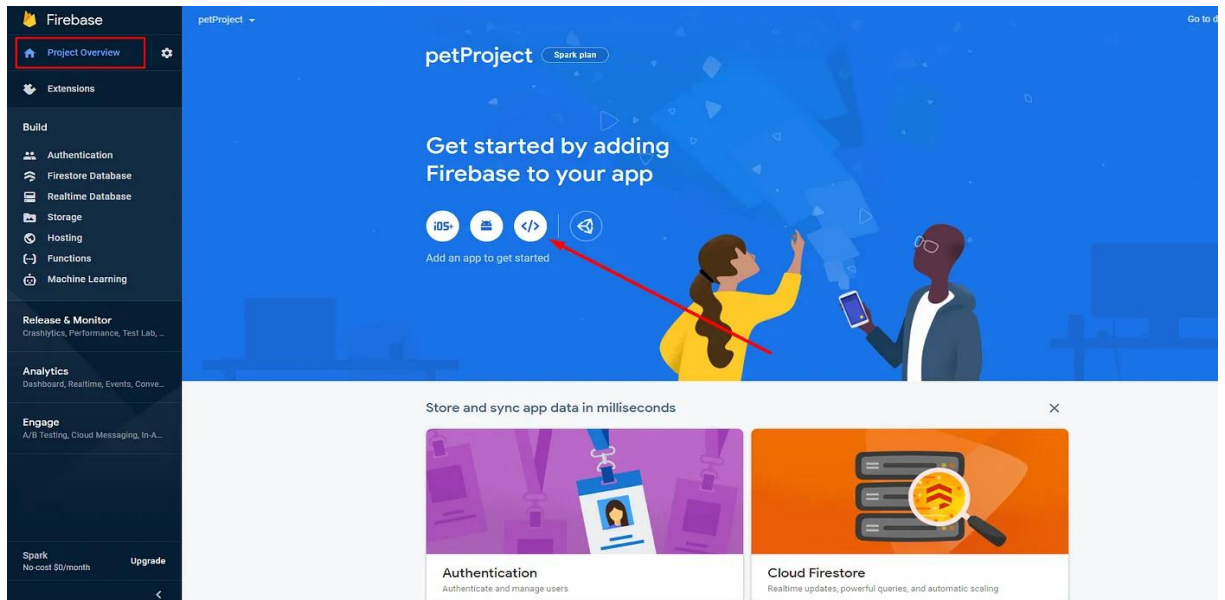 Firebase
petProject
Go to d
Project Overview
Extensions
Build
Authentication
Firestore Database
Realtime Database
Storage
Hosting
Functions
Machine Learning
Release & Monitor
Crashlytics, Performance, Test Lab, ...
Analytics
Dashboard, Realtime, Events, Conve...
Engage
A/B Testing, Cloud Messaging, In-A...
Spark
No-cost $0/month
Upgrade
petProject
Spark plan
Get started by adding
Firebase to your app
iOS+
</>
Add an app to get started
Store and sync app data in milliseconds
Authentication
Authenticate and manage users
Cloud Firestore
Realtime updates, powerful queries, and automatic scaling